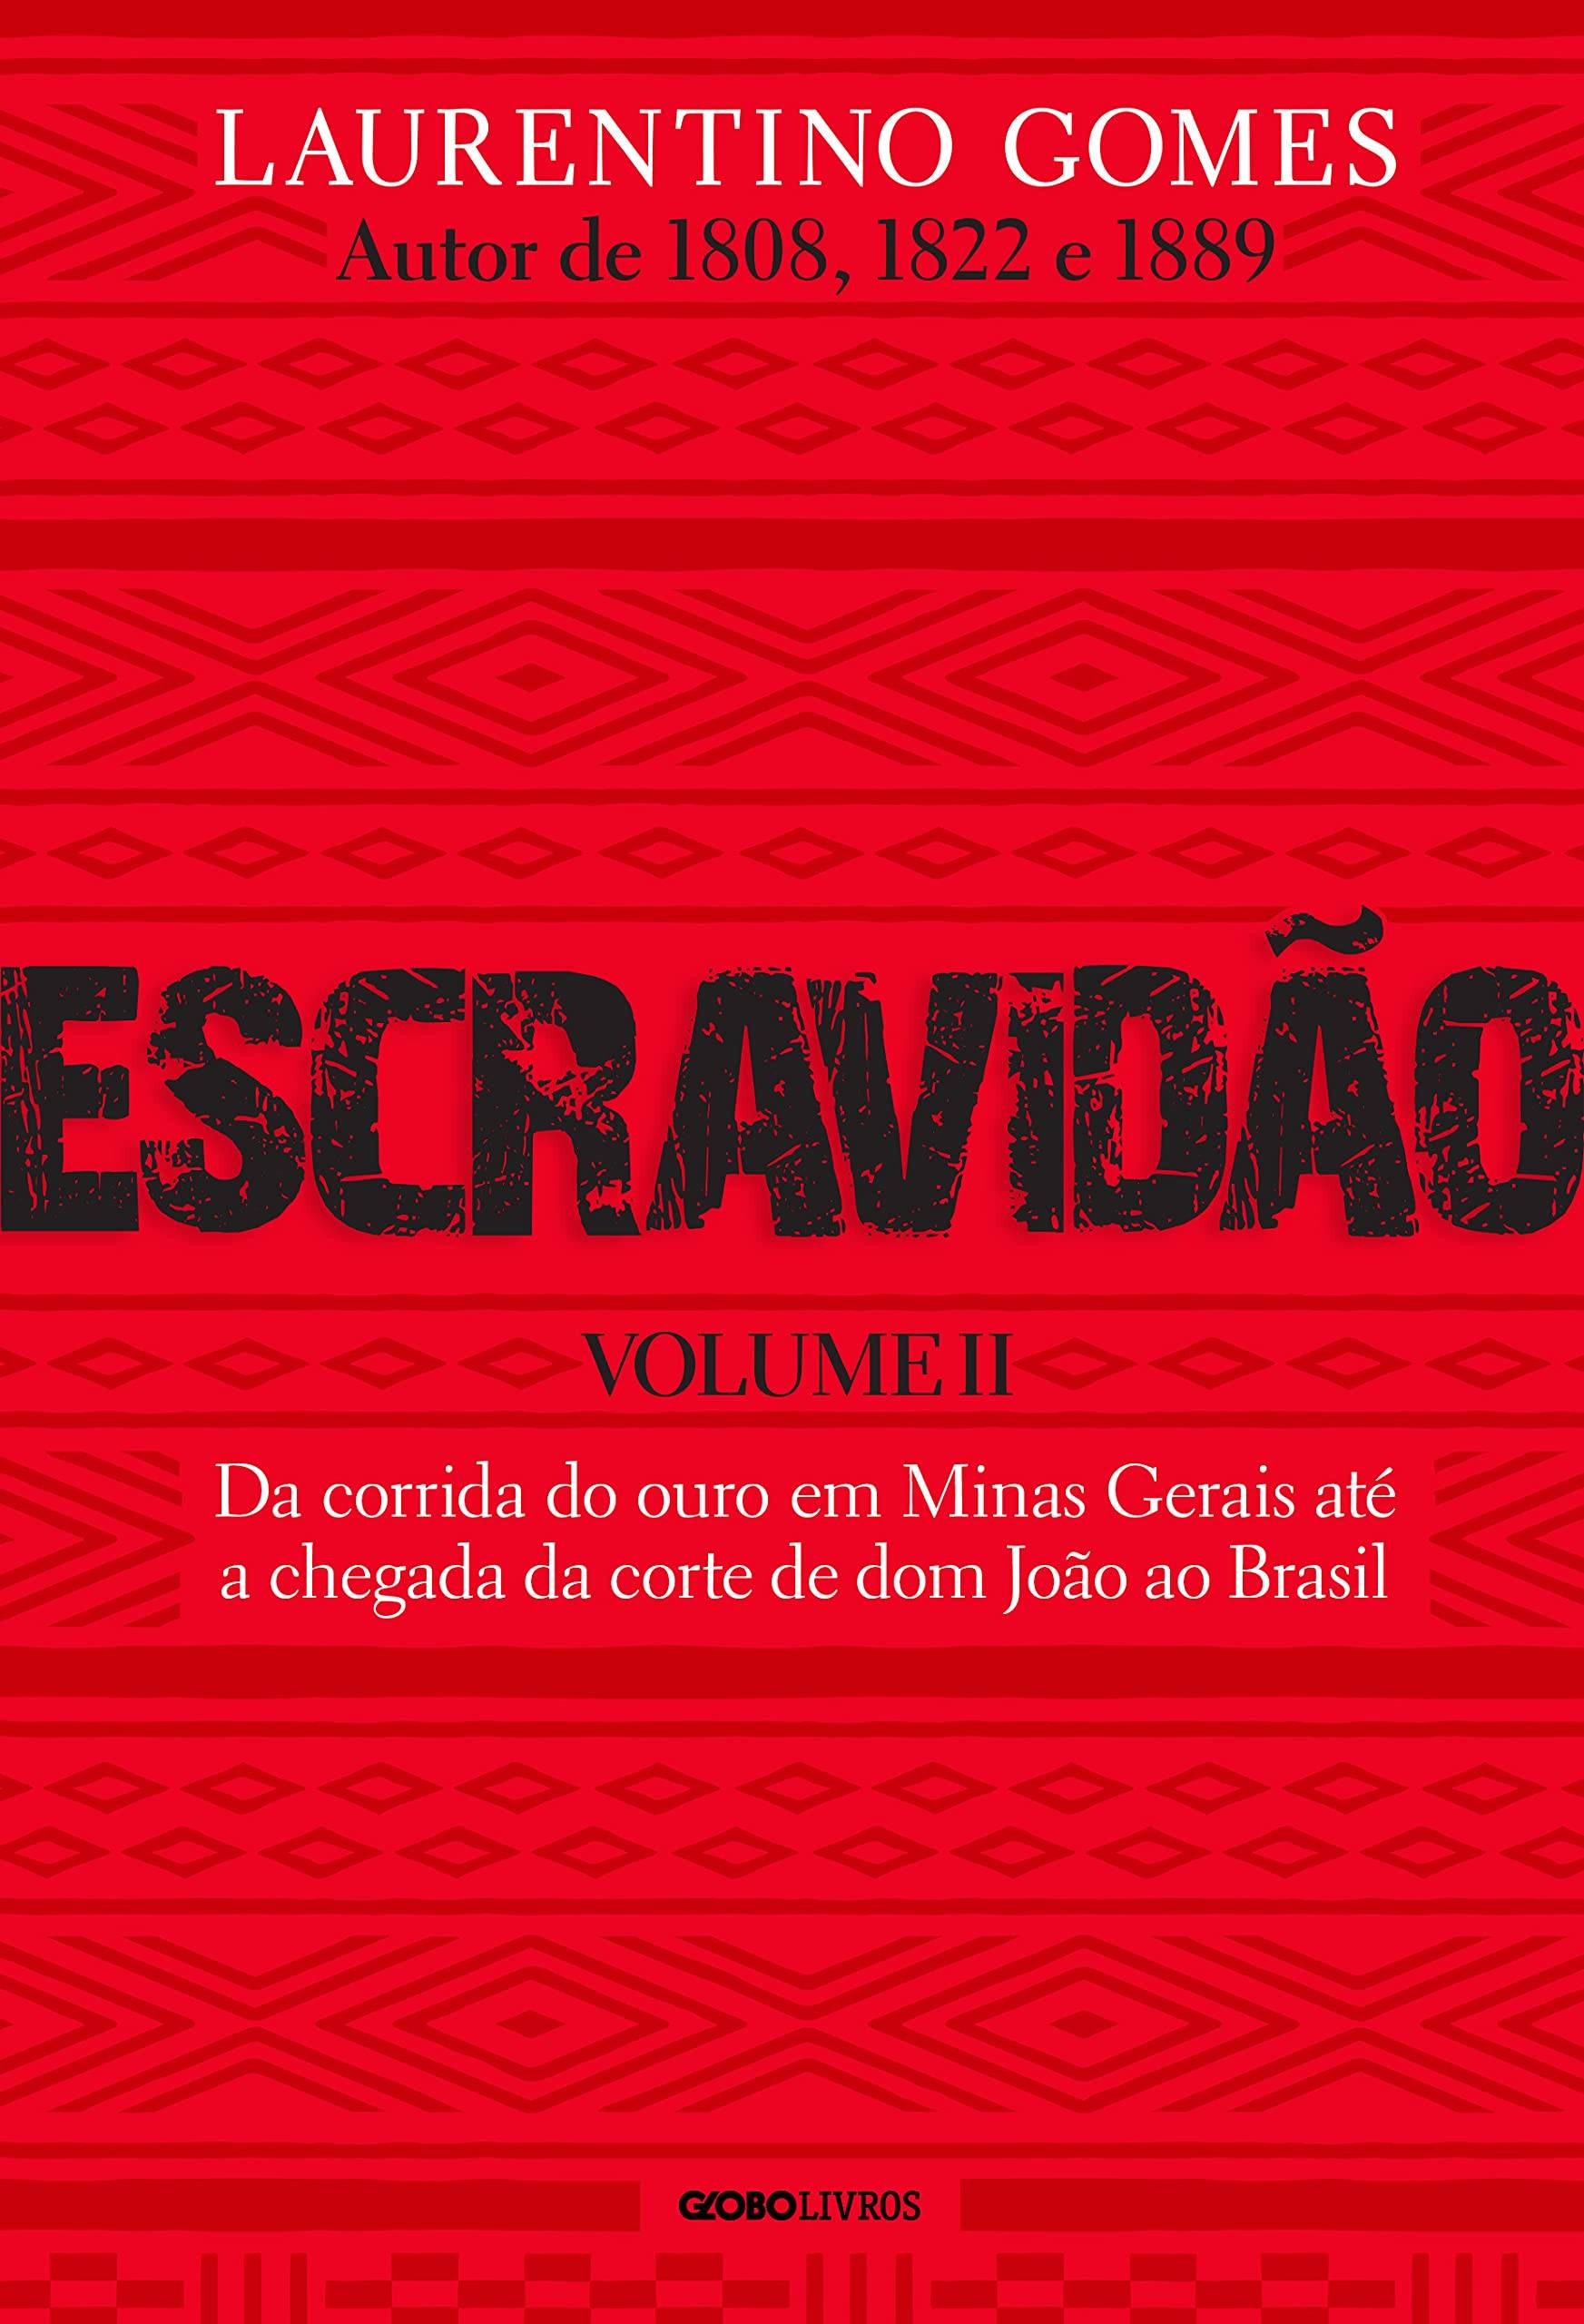 LAURENTINO GOMES
Autor de 1808, 1822 e 1889
ESCRAVIDÃO
VOLUME II
Da corrida do ouro em Minas Gerais até
a chegada da corte de dom João ao Brasil
GLOBOLIVROS